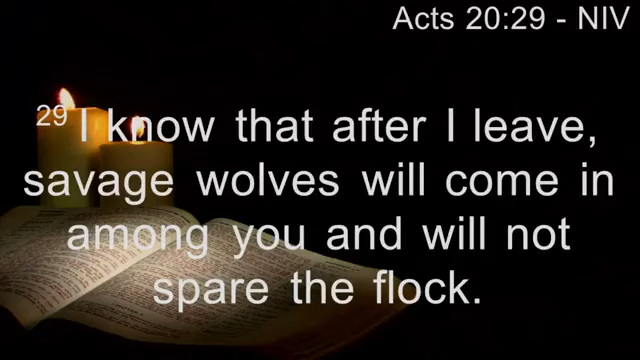 Acts 20:29 - NIV
29 I know that after I leave,
savage wolves will come in
among you and will not
spare the flock.